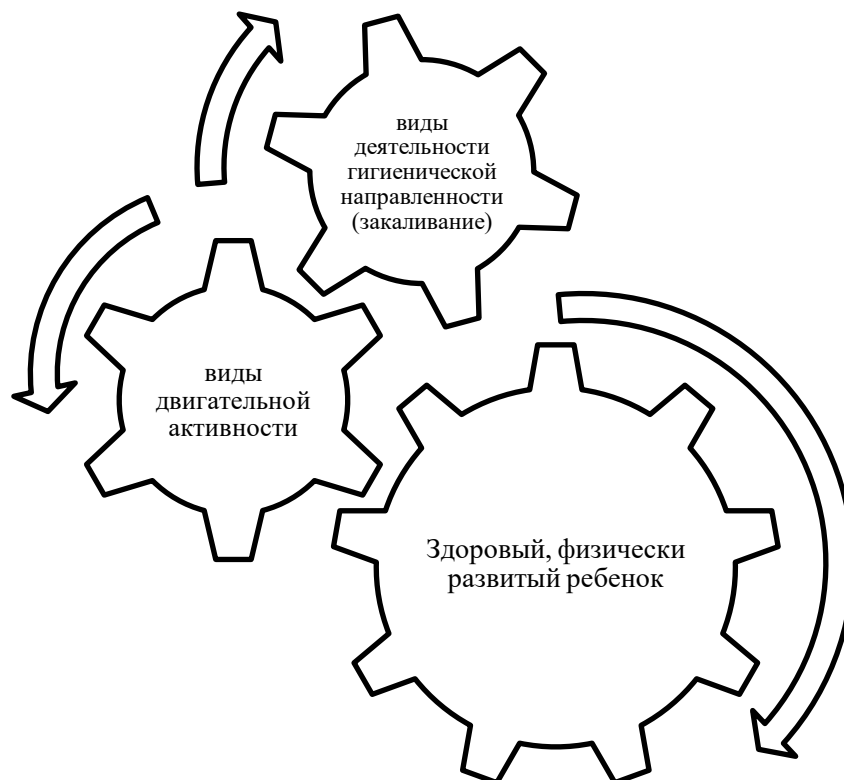 виды
деятельности
гигиенической
направленности
(закаливание)
виды
двигательной
активности
Здоровый, физически
развитый ребенок